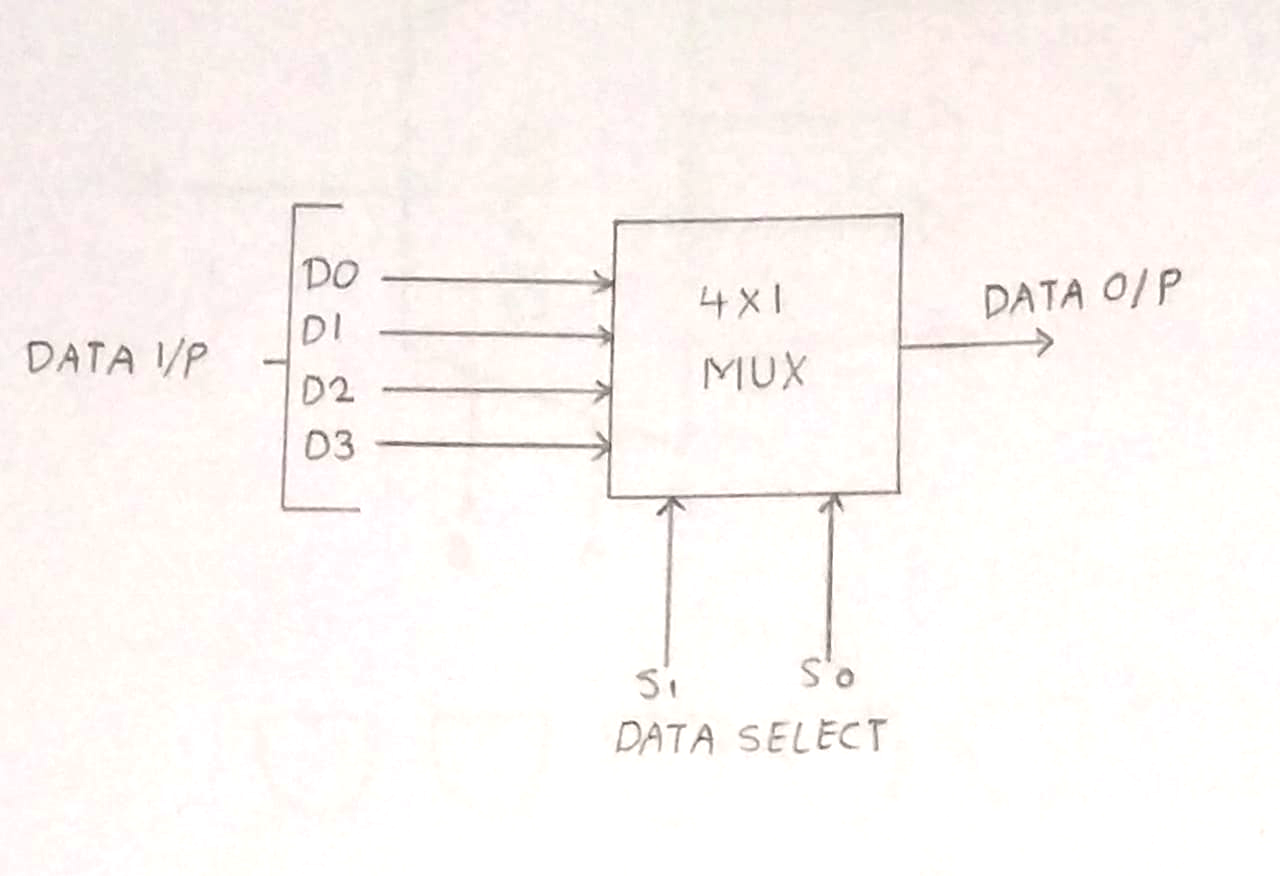 DATA I/P
D0
D1
D2
D3
4X1
MUX
DATA O/P
S1
S0
DATA SELECT